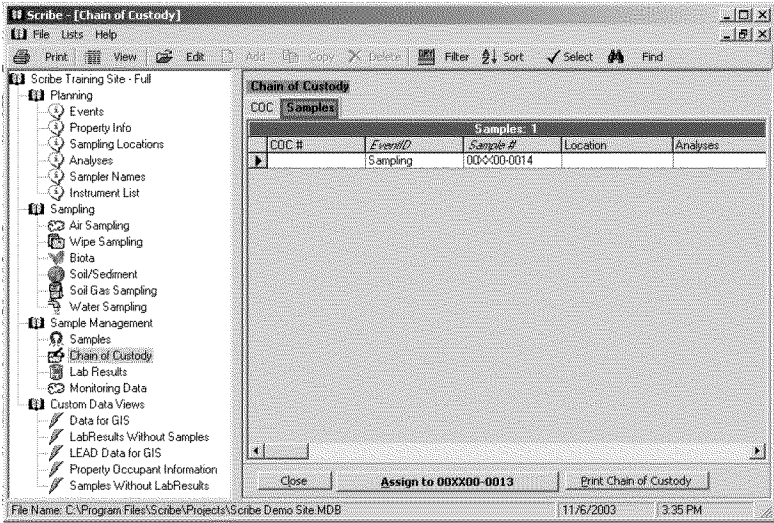 Scribe - [Chain of Custody]
File Lists Help
Print View Edit Add Copy Delete QRY Filter Sort Select Find
Scribe Training Site - Full
Planning
Events
Property Info
Sampling Locations
Analyses
Sampler Names
Instrument List
Sampling
Air Sampling
Wipe Sampling
Biota
Soil/Sediment
Soil Gas Sampling
Water Sampling
Sample Management
Samples
Chain of Custody
Lab Results
Monitoring Data
Custom Data Views
Data for GIS
LabResults Without Samples
LEAD Data for GIS
Property Occupant Information
Samples Without LabResults
Chain of Custody
COC Samples
Samples: 1
COC # EventID Sample # Location Analyses
Sampling 00XX00-0014
Close Assign to 00XX00-0013 Print Chain of Custody
File Name: C:\Program Files\Scribe\Projects\Scribe Demo Site.MDB 11/6/2003 3:35 PM